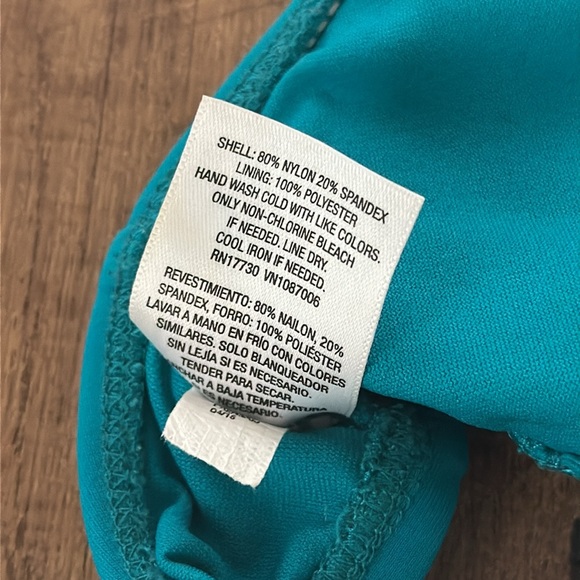 SHELL: 80% NYLON 20% SPANDEX
LINING: 100% POLYESTER
HAND WASH COLD WITH LIKE COLORS.
ONLY NON-CHLORINE BLEACH
IF NEEDED. LINE DRY.
COOL IRON IF NEEDED.
RN17730 VN1087006
REVESTIMIENTO: 80% NAILON, 20%
SPANDEX, FORRO: 100% POLIÉSTER
LAVAR A MANO EN FRÍO CON COLORES
SIMILARES. SOLO BLANQUEADOR
SIN LEJÍA SI ES NECESARIO.
TENDER PARA SECAR.
A BAJA TEMPERATURA
ES NECESARIO.
04/16